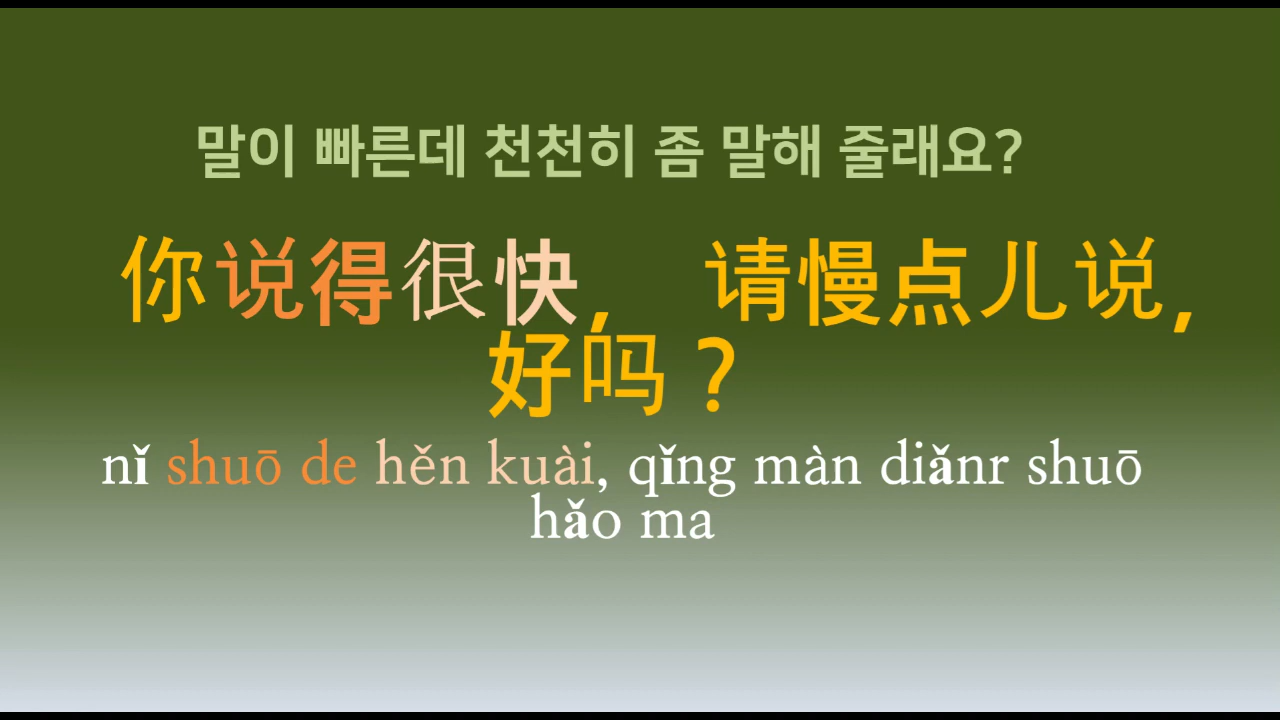 말이 빠른데 천천히 좀 말해 줄래요?
你说得很快， 请慢点儿说，
好吗？
nǐ shuō de hěn kuài, qǐng màn diǎnr shuō
hǎo ma